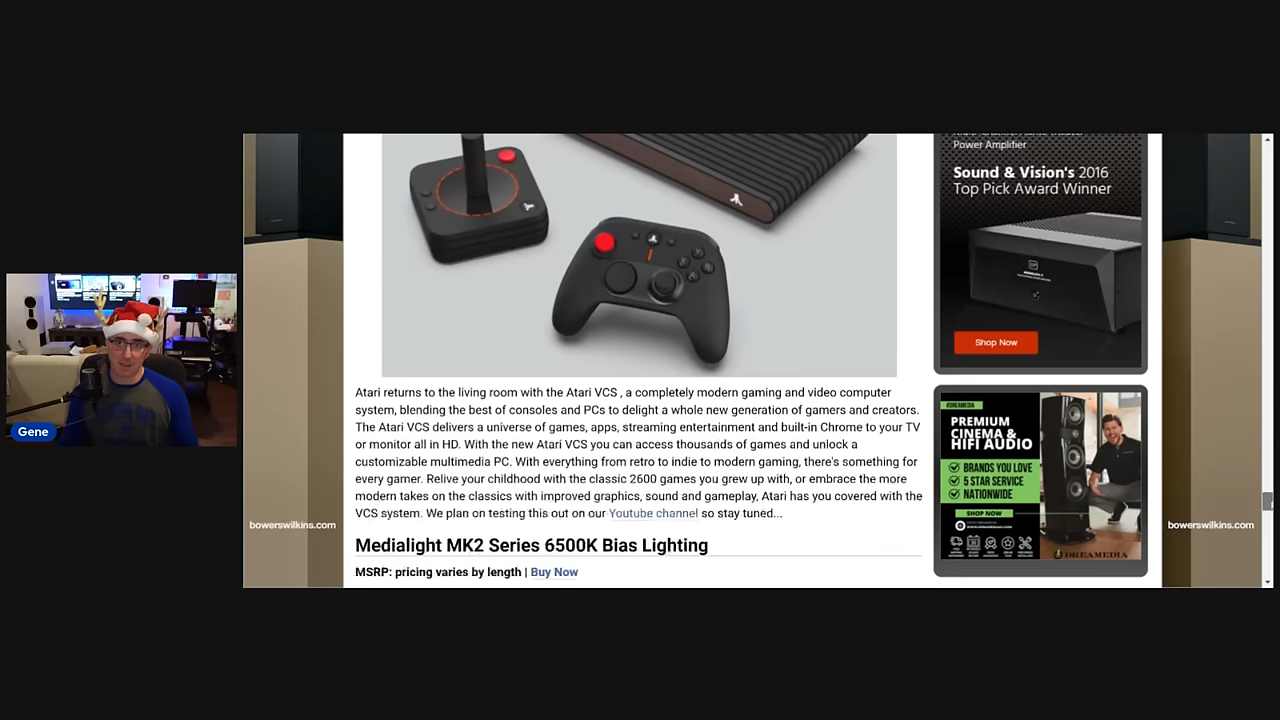 Power Amplifier
Sound & Vision's 2016
Top Pick Award Winner
Shop Now
Atari returns to the living room with the Atari VCS , a completely modern gaming and video computer
system, blending the best of consoles and PCs to delight a whole new generation of gamers and creators.
The Atari VCS delivers a universe of games, apps, streaming entertainment and built-in Chrome to your TV
or monitor all in HD. With the new Atari VCS you can access thousands of games and unlock a
customizable multimedia PC. With everything from retro to indie to modern gaming, there's something for
every gamer. Relive your childhood with the classic 2600 games you grew up with, or embrace the more
modern takes on the classics with improved graphics, sound and gameplay, Atari has you covered with the
VCS system. We plan on testing this out on our Youtube channel so stay tuned...
Medialight MK2 Series 6500K Bias Lighting
MSRP: pricing varies by length | Buy Now
#DREAMEDIA
PREMIUM
CINEMA &
HIFI AUDIO
BRANDS YOU LOVE
5 STAR SERVICE
NATIONWIDE
SHOP NOW
DREAMEDIA
bowerswilkins.com
bowerswilkins.com
Gene